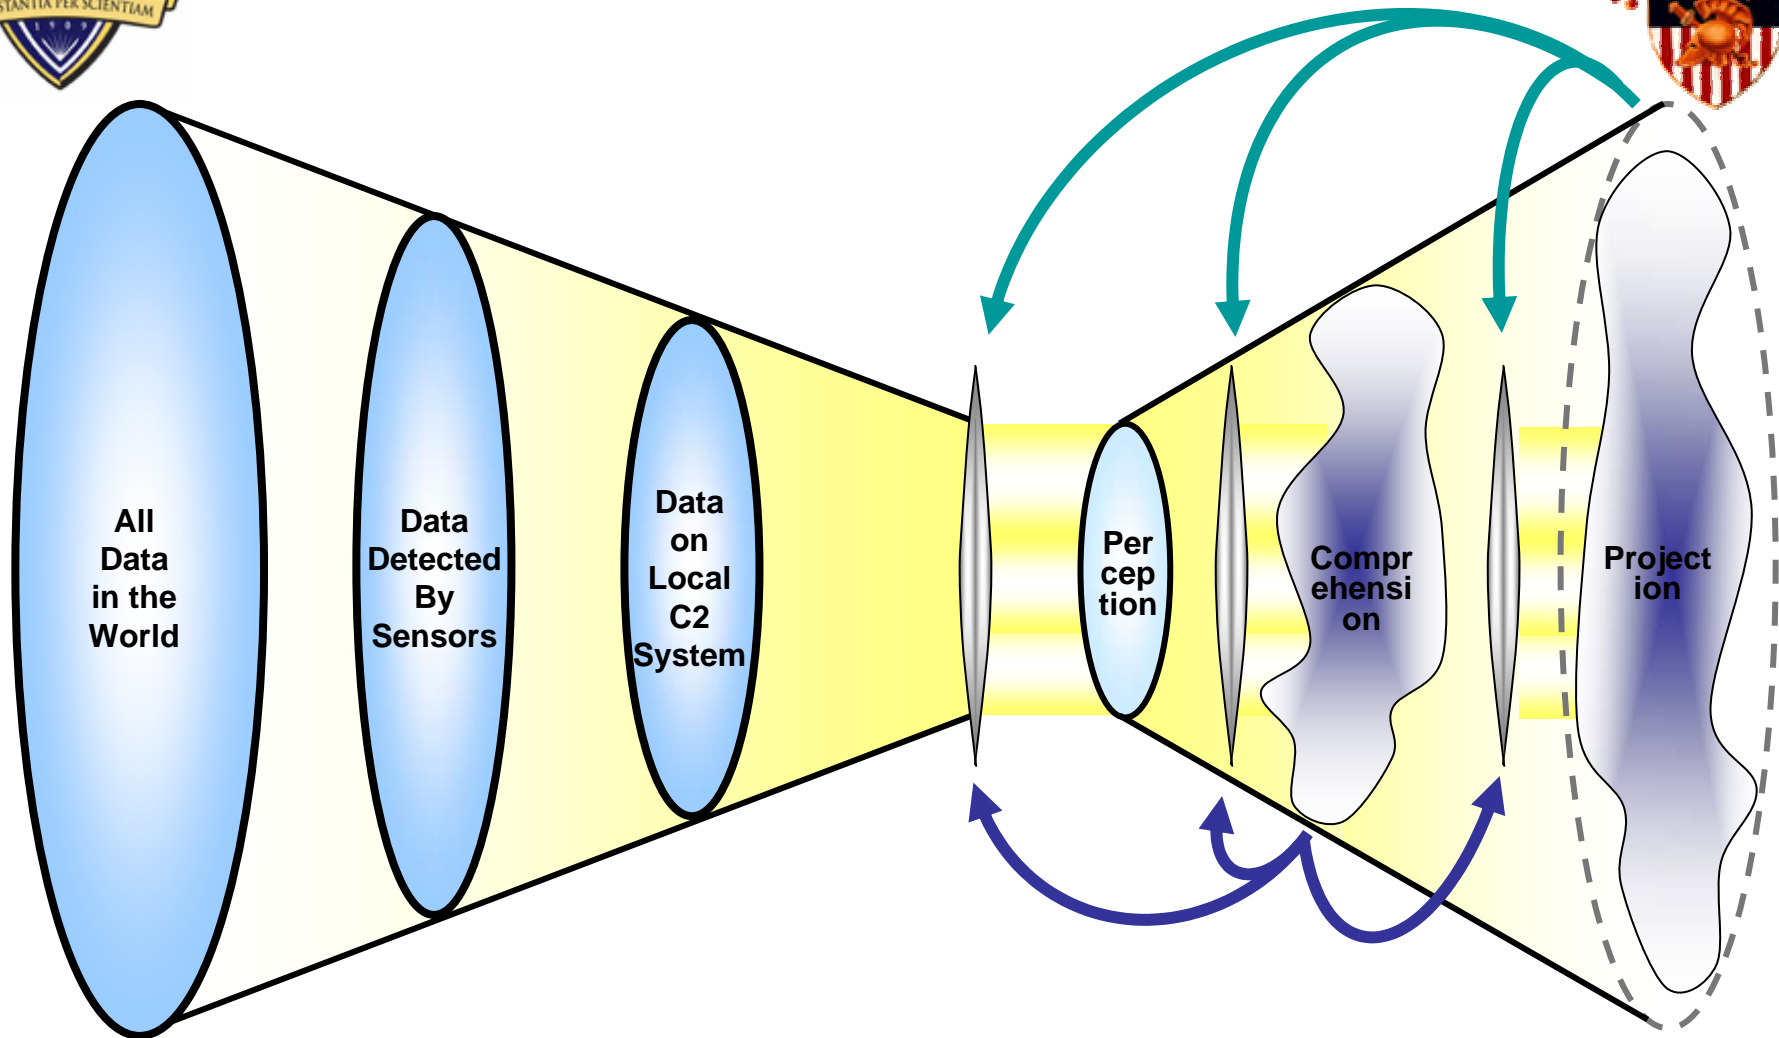 STANTIA PER SCIENTIAM
1909
All
Data
in the
World
Data
Detected
By
Sensors
Data
on
Local
C2
System
Per
cep
tion
Compr
ehensi
on
Project
ion